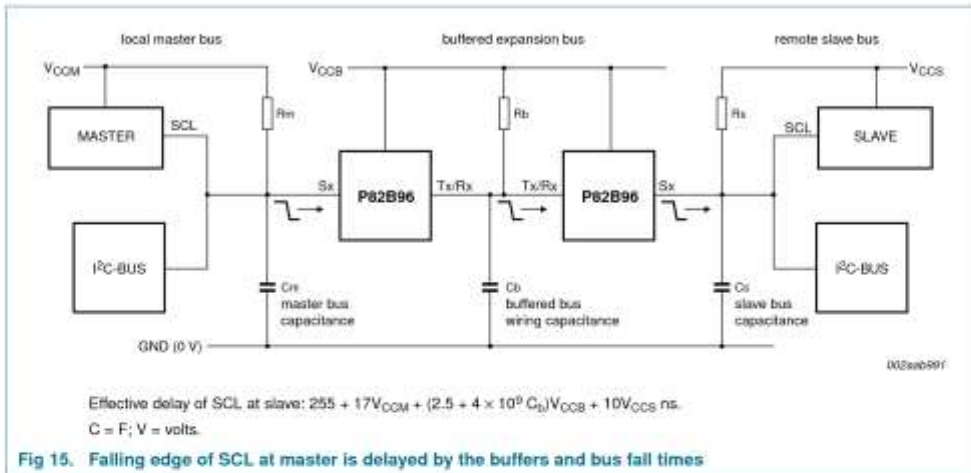 local master bus
buffered expansion bus
remote slave bus
VCCM
VCCB
VCCS
Rm
Rb
Rs
MASTER
SCL
SCL
SLAVE
Sx
P82B96
Tx/Rx
Tx/Rx
P82B96
Sx
I²C-BUS
I²C-BUS
Cm
master bus
capacitance
Cb
buffered bus
wiring capacitance
Cs
slave bus
capacitance
GND (0 V)
002aab991
Effective delay of SCL at slave: 255 + 17VCCM + (2.5 + 4 × 10⁹ Cb)VCCB + 10VCCS ns.
C = F; V = volts.
Fig 15. Falling edge of SCL at master is delayed by the buffers and bus fall times